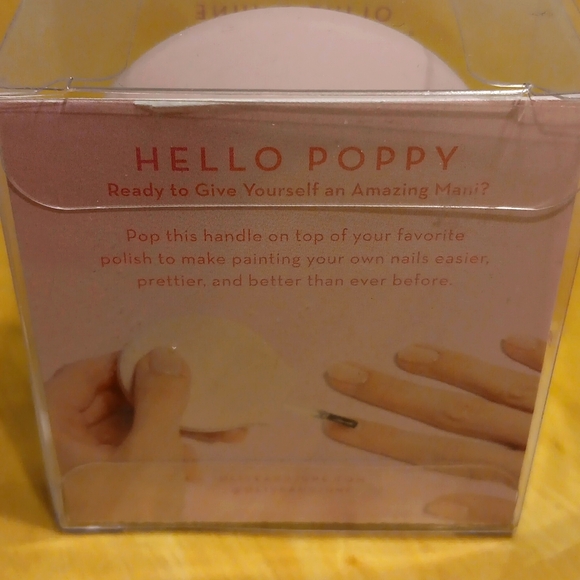 HELLO POPPY
Ready to Give Yourself an Amazing Mani?
Pop this handle on top of your favorite
polish to make painting your own nails easier,
prettier, and better than ever before.